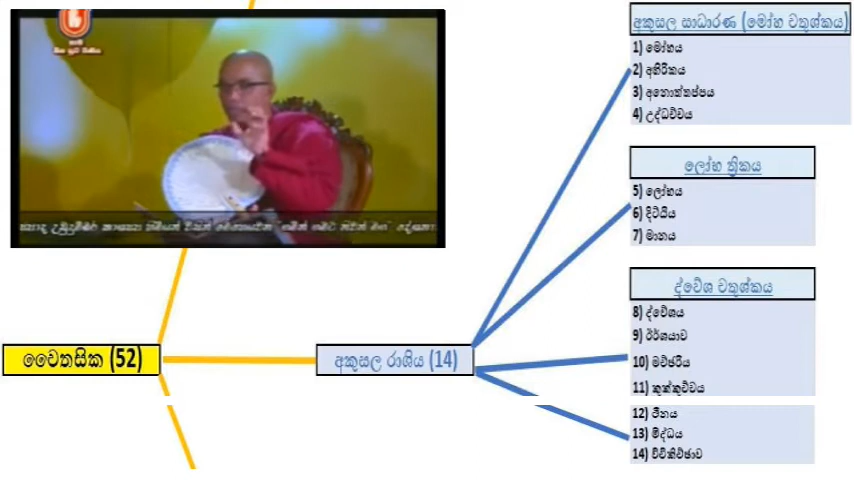 අකුසල සාධාරණ (මෝහ චතුශ්කය)
1) මෝහය
2) අහිරිකය
3) අනොත්තප්පය
4) උද්ධච්චය
ලෝභ ත්‍රිකය
5) ලෝභය
6) දිට්ඨිය
7) මානය
ද්වේශ චතුශ්කය
8) ද්වේශය
9) ඊර්ශයාව
10) මච්ඡරිය
11) කුක්කුච්චය
12) ථීනය
13) මිද්ධය
14) විචිකිච්ඡාව
චෛතසික (52)
අකුසල රාශිය (14)